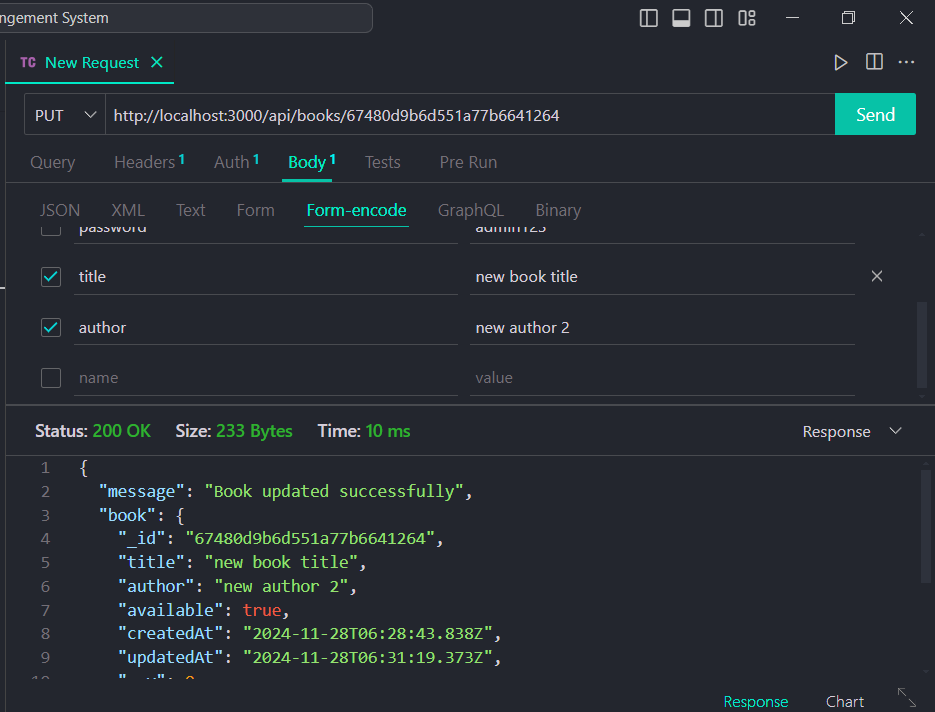 ngement System
TC New Request
PUT http://localhost:3000/api/books/67480d9b6d551a77b6641264 Send
Query Headers 1 Auth 1 Body 1 Tests Pre Run
JSON XML Text Form Form-encode GraphQL Binary
password admin123
title new book title
author new author 2
name value
Status: 200 OK Size: 233 Bytes Time: 10 ms Response
1 {
2 "message": "Book updated successfully",
3 "book": {
4 "_id": "67480d9b6d551a77b6641264",
5 "title": "new book title",
6 "author": "new author 2",
7 "available": true,
8 "createdAt": "2024-11-28T06:28:43.838Z",
9 "updatedAt": "2024-11-28T06:31:19.373Z",
Response Chart